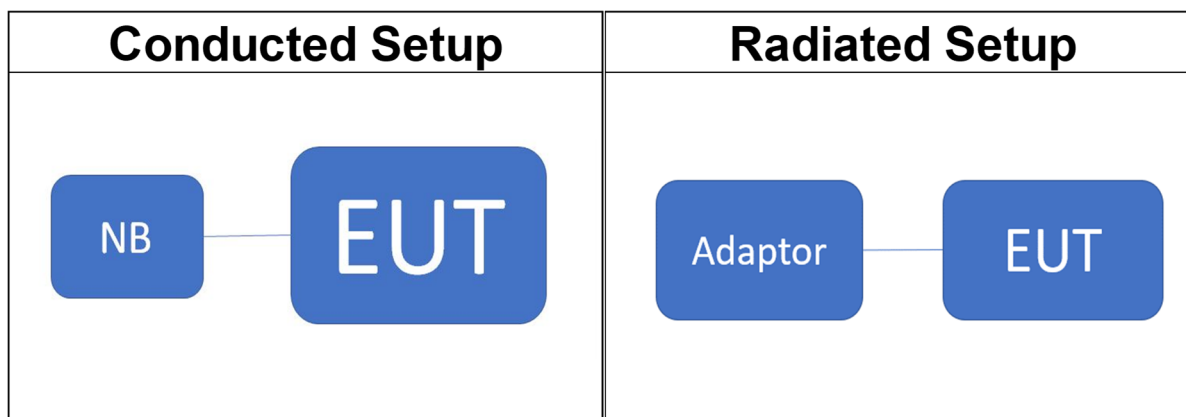 Conducted Setup
Radiated Setup
NB
EUT
Adaptor
EUT